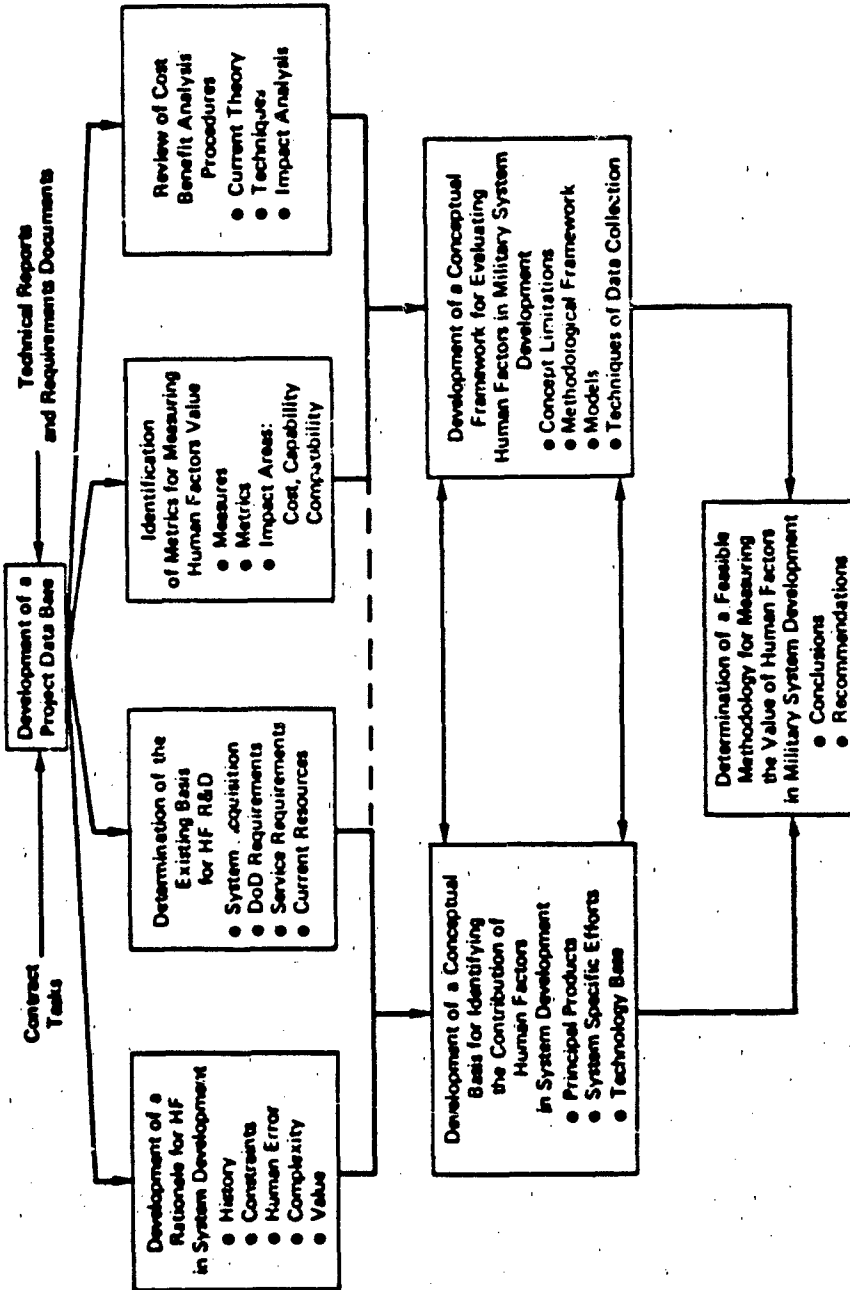 Contract
Tasks
Development of a
Project Data Base
Technical Reports
and Requirements Documents
Development of a
Rationale for HF
in System Development
● History
● Constraints
● Human Error
● Complexity
● Value
Determination of the
Existing Basis
for HF R&D
● System .cquisition
● DoD Requirements
● Service Requirements
● Current Resources
Identification
of Metrics for Measuring
Human Factors Value
● Measures
● Metrics
● Impact Areas:
Cost, Capability
Compatibility
Review of Cost
Benefit Analysis
Procedures
● Current Theory
● Techniques
● Impact Analysis
Development of a Conceptual
Basis for Identifying
the Contribution of
Human Factors
in System Development
● Principal Products
● System Specific Efforts
● Technology Base
Development of a Conceptual
Framework for Evaluating
Human Factors in Military System
Development
● Concept Limitations
● Methodological Framework
● Models
● Techniques of Data Collection
Determination of a Feasible
Methodology for Measuring
the Value of Human Factors
in Military System Development
● Conclusions
● Recommendations